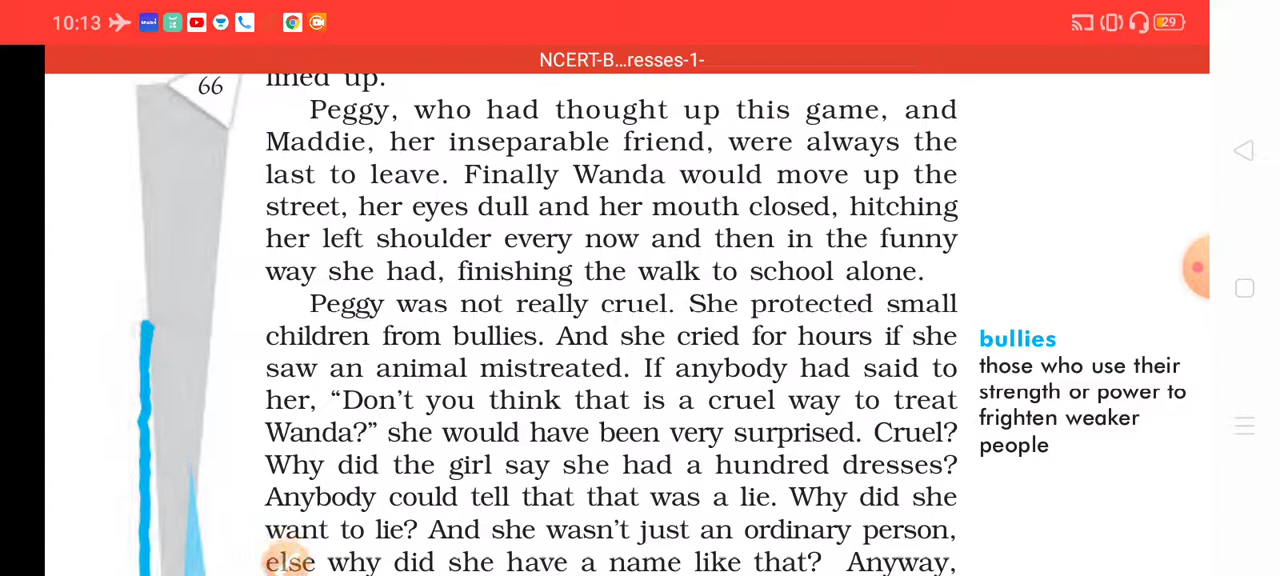 10:13
29
NCERT-B...resses-1-
lined up.
66
Peggy, who had thought up this game, and
Maddie, her inseparable friend, were always the
last to leave. Finally Wanda would move up the
street, her eyes dull and her mouth closed, hitching
her left shoulder every now and then in the funny
way she had, finishing the walk to school alone.
Peggy was not really cruel. She protected small
children from bullies. And she cried for hours if she
saw an animal mistreated. If anybody had said to
her, “Don’t you think that is a cruel way to treat
Wanda?” she would have been very surprised. Cruel?
Why did the girl say she had a hundred dresses?
Anybody could tell that that was a lie. Why did she
want to lie? And she wasn’t just an ordinary person,
else why did she have a name like that? Anyway,
bullies
those who use their
strength or power to
frighten weaker
people